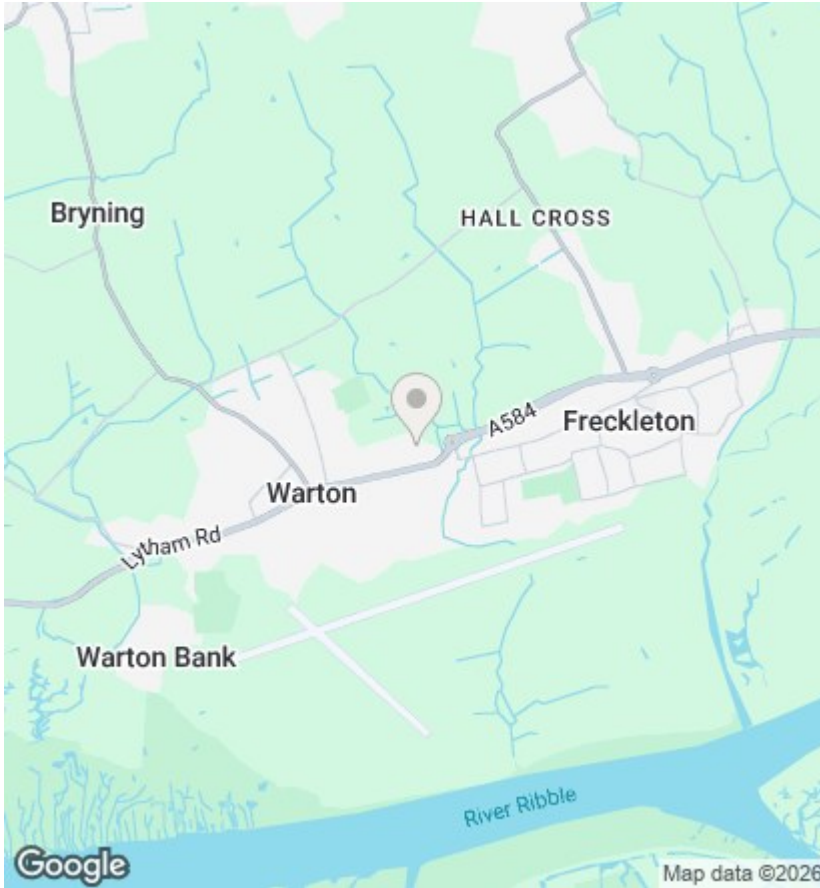 Bryning
HALL CROSS
A584
Freckleton
Warton
Lytham Rd
Warton Bank
River Ribble
Google
Map data ©2026